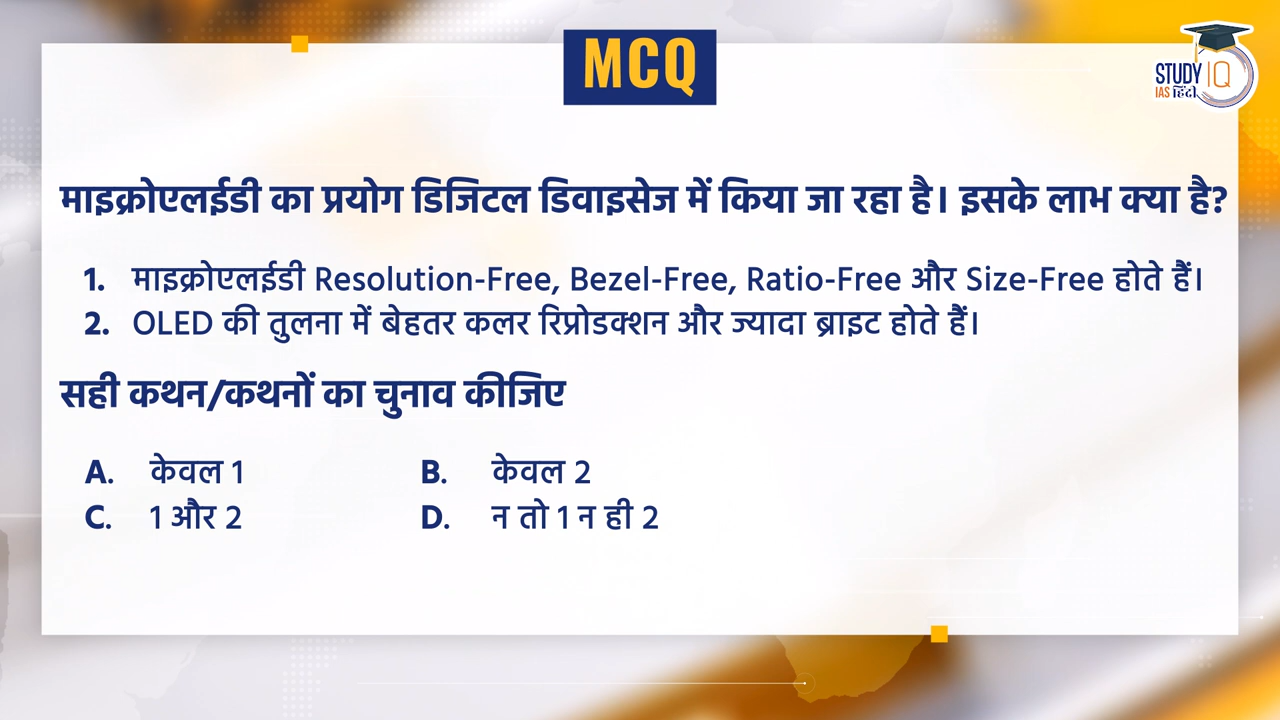 MCQ
STUDY IQ
IAS हिंदी
माइक्रोएलईडी का प्रयोग डिजिटल डिवाइसेज में किया जा रहा है। इसके लाभ क्या है?
1. माइक्रोएलईडी Resolution-Free, Bezel-Free, Ratio-Free और Size-Free होते हैं।
2. OLED की तुलना में बेहतर कलर रिप्रोडक्शन और ज्यादा ब्राइट होते हैं।
सही कथन/कथनों का चुनाव कीजिए
A. केवल 1 B. केवल 2
C. 1 और 2 D. न तो 1 न ही 2